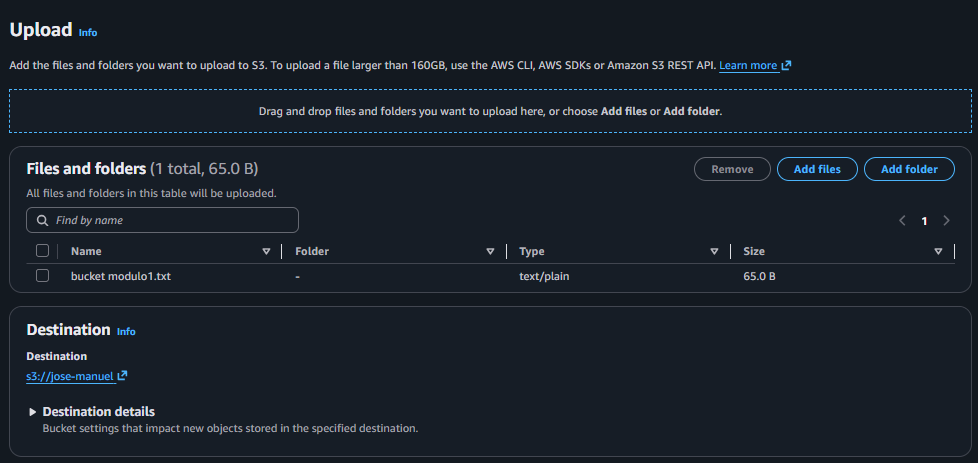 Upload Info
Add the files and folders you want to upload to S3. To upload a file larger than 160GB, use the AWS CLI, AWS SDKs or Amazon S3 REST API. Learn more
Drag and drop files and folders you want to upload here, or choose Add files or Add folder.
Files and folders (1 total, 65.0 B)
Remove Add files Add folder
All files and folders in this table will be uploaded.
Find by name
1
Name Folder Type Size
bucket modulo1.txt - text/plain 65.0 B
Destination Info
Destination
s3://jose-manuel
Destination details
Bucket settings that impact new objects stored in the specified destination.